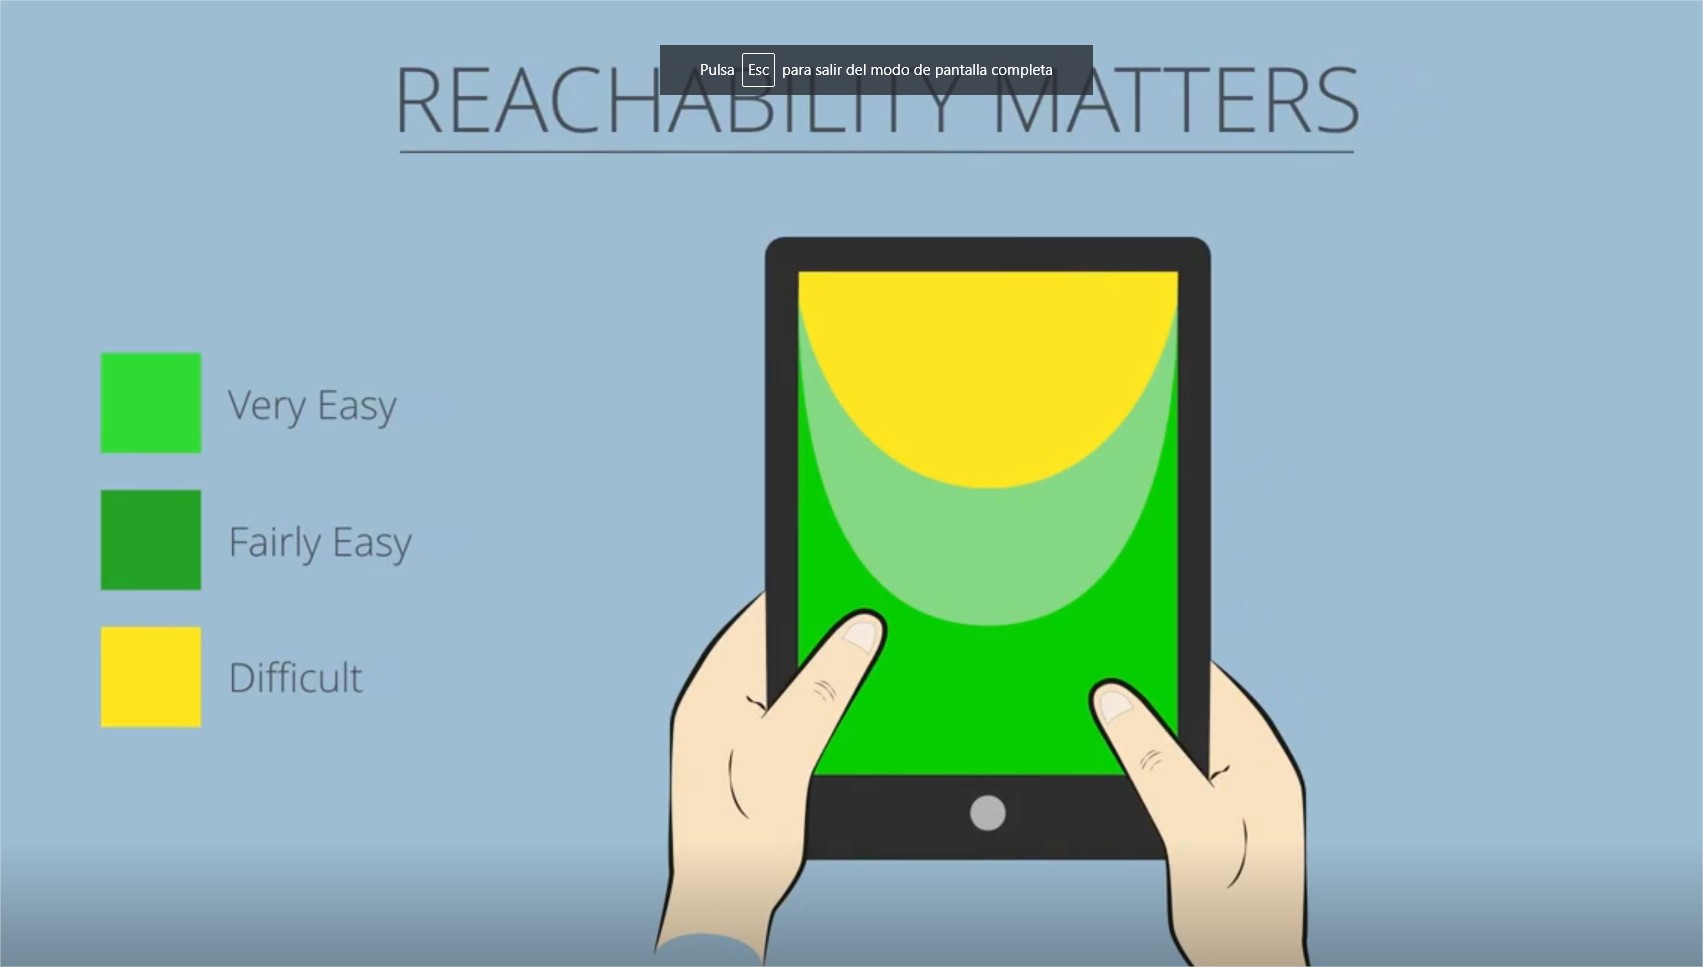 Pulsa Esc para salir del modo de pantalla completa
REACHABILITY MATTERS
Very Easy
Fairly Easy
Difficult